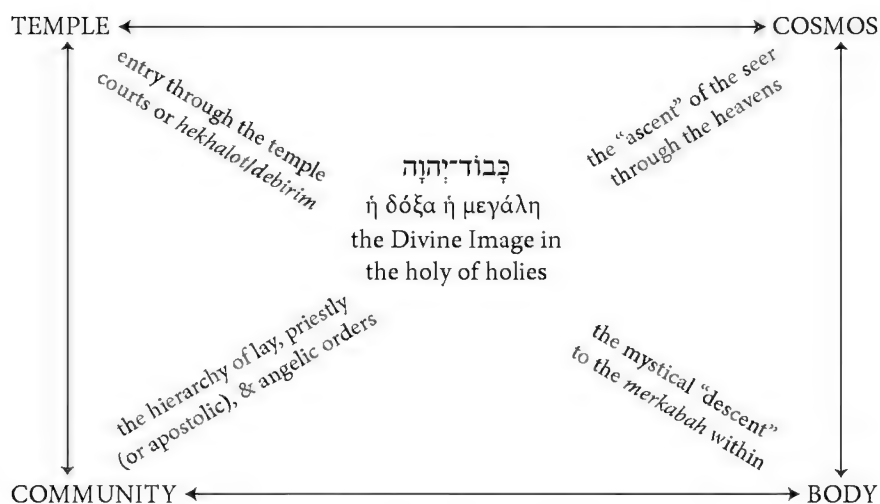 TEMPLE
COSMOS
entry through the temple
courts or hekhalot/debirim
the “ascent” of the seer
through the heavens
כָּבוֹד־יְהוָה
ἡ δόξα ἡ μεγάλη
the Divine Image in
the holy of holies
the hierarchy of lay, priestly
(or apostolic), & angelic orders
the mystical “descent”
to the merkabah within
COMMUNITY
BODY